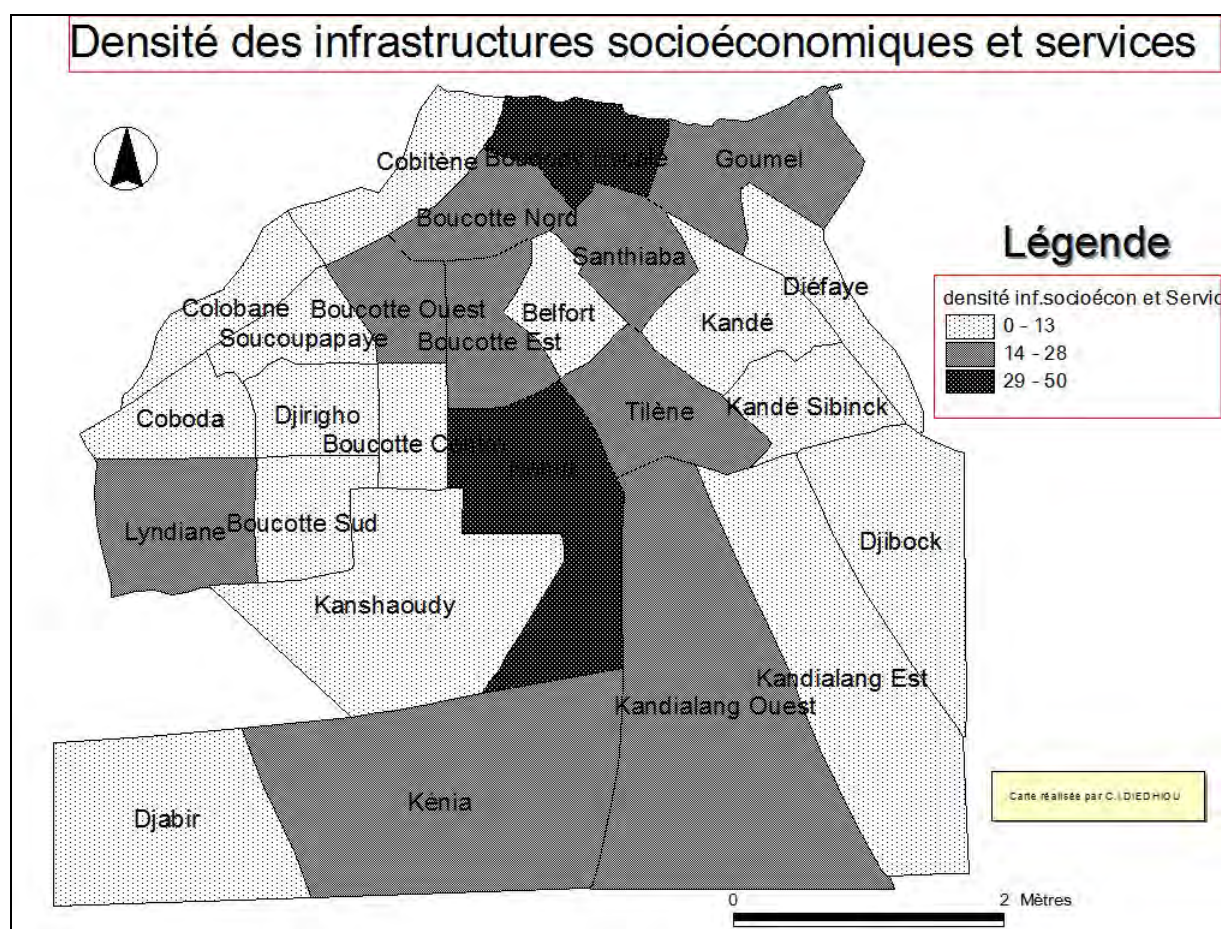 Densité des infrastructures socioéconomiques et services
Cobitène
Goumel
Boucotte Nord
Santhiaba
Diéfaye
Colobane
Boucotte Ouest
Belfort
Kandé
Soucoupapaye
Boucotte Est
Coboda
Djirigho
Tilène
Kandé Sibinck
Boucotte
Lyndiane
Boucotte Sud
Djibock
Kanshaoudy
Kandialang Est
Kandialang Ouest
Kénia
Djabir
Légende
densité inf.socioécon et Servic
0 - 13
14 - 28
29 - 50
Carte réalisée par C.I.DIEDHIOU
0 2 Mètres